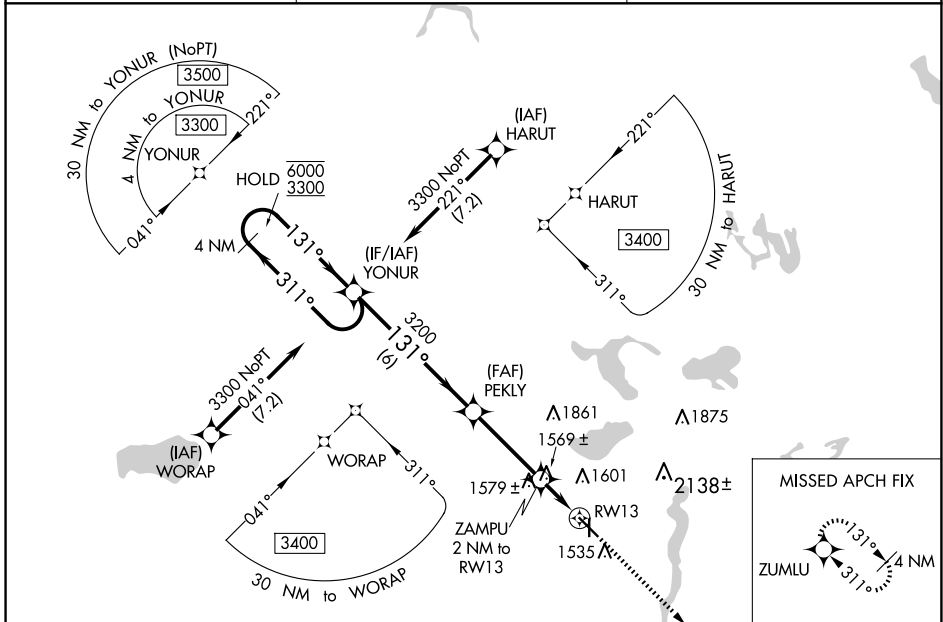 30 NM to YONUR (NoPT)
3500
4 NM to YONUR
3300
221°
YONUR
041°
HOLD
6000
3300
4 NM
131°
311°
(IF/IAF)
YONUR
(IAF)
HARUT
3300 NoPT
221°
(7.2)
221°
HARUT
3400
311°
30 NM to HARUT
3200
131°
(6)
3300 NoPT
041°
(7.2)
(IAF)
WORAP
(FAF)
PEKLY
1861
1875
1569 ±
1579 ±
1601
2138±
WORAP
041°
311°
3400
30 NM to WORAP
ZAMPU
2 NM to
RW13
RW13
1535
MISSED APCH FIX
131°
4 NM
ZUMLU
311°